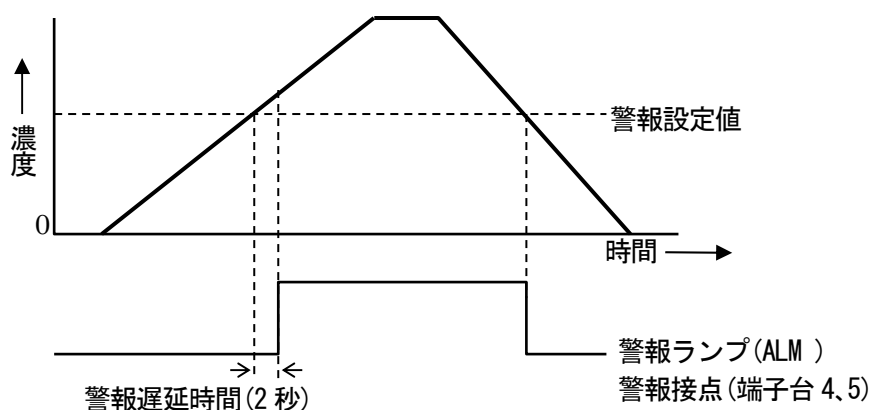 警報設定値
濃度
0
時間
警報ランプ(ALM )
警報接点(端子台 4、5)
警報遅延時間(2 秒)